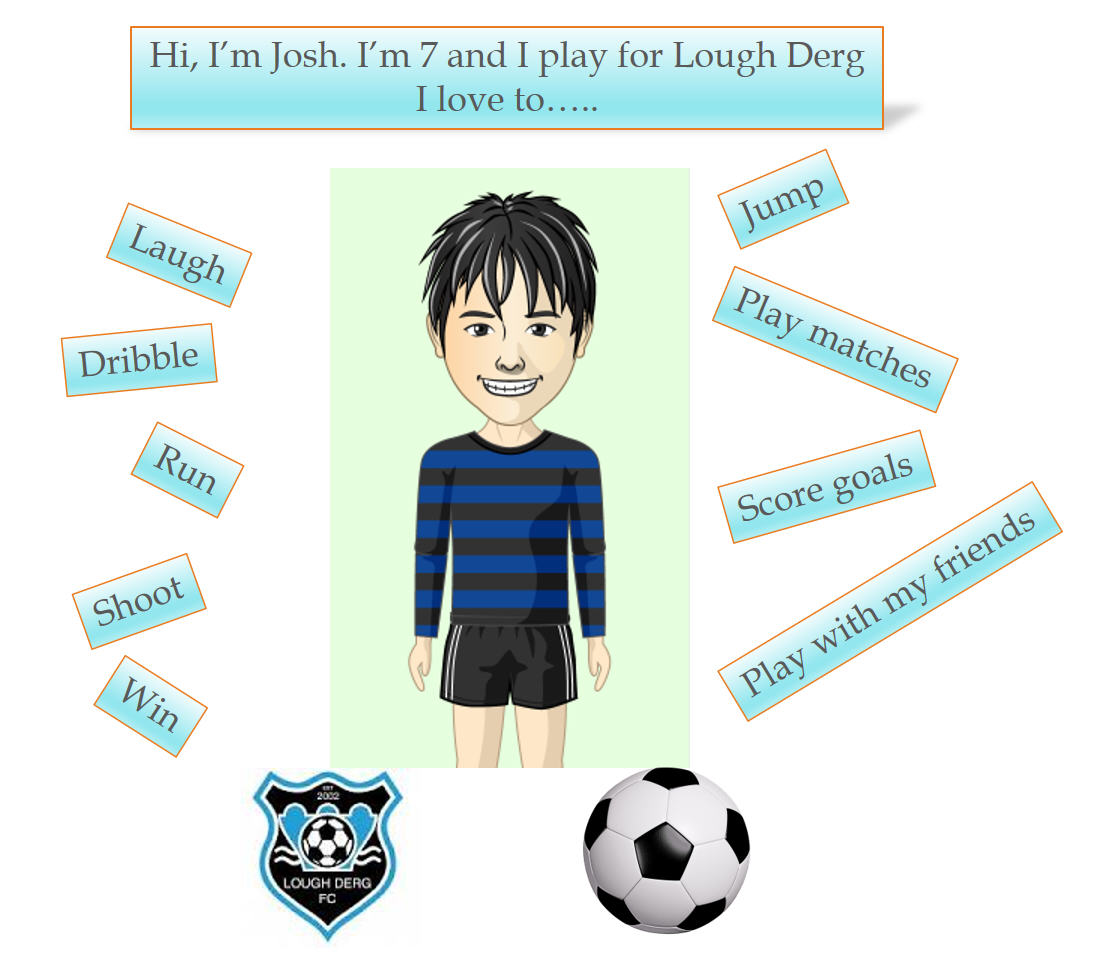 Hi, I’m Josh. I’m 7 and I play for Lough Derg
I love to…..
Laugh
Dribble
Run
Shoot
Win
Jump
Play matches
Score goals
Play with my friends
EST
2002
LOUGH DERG
FC